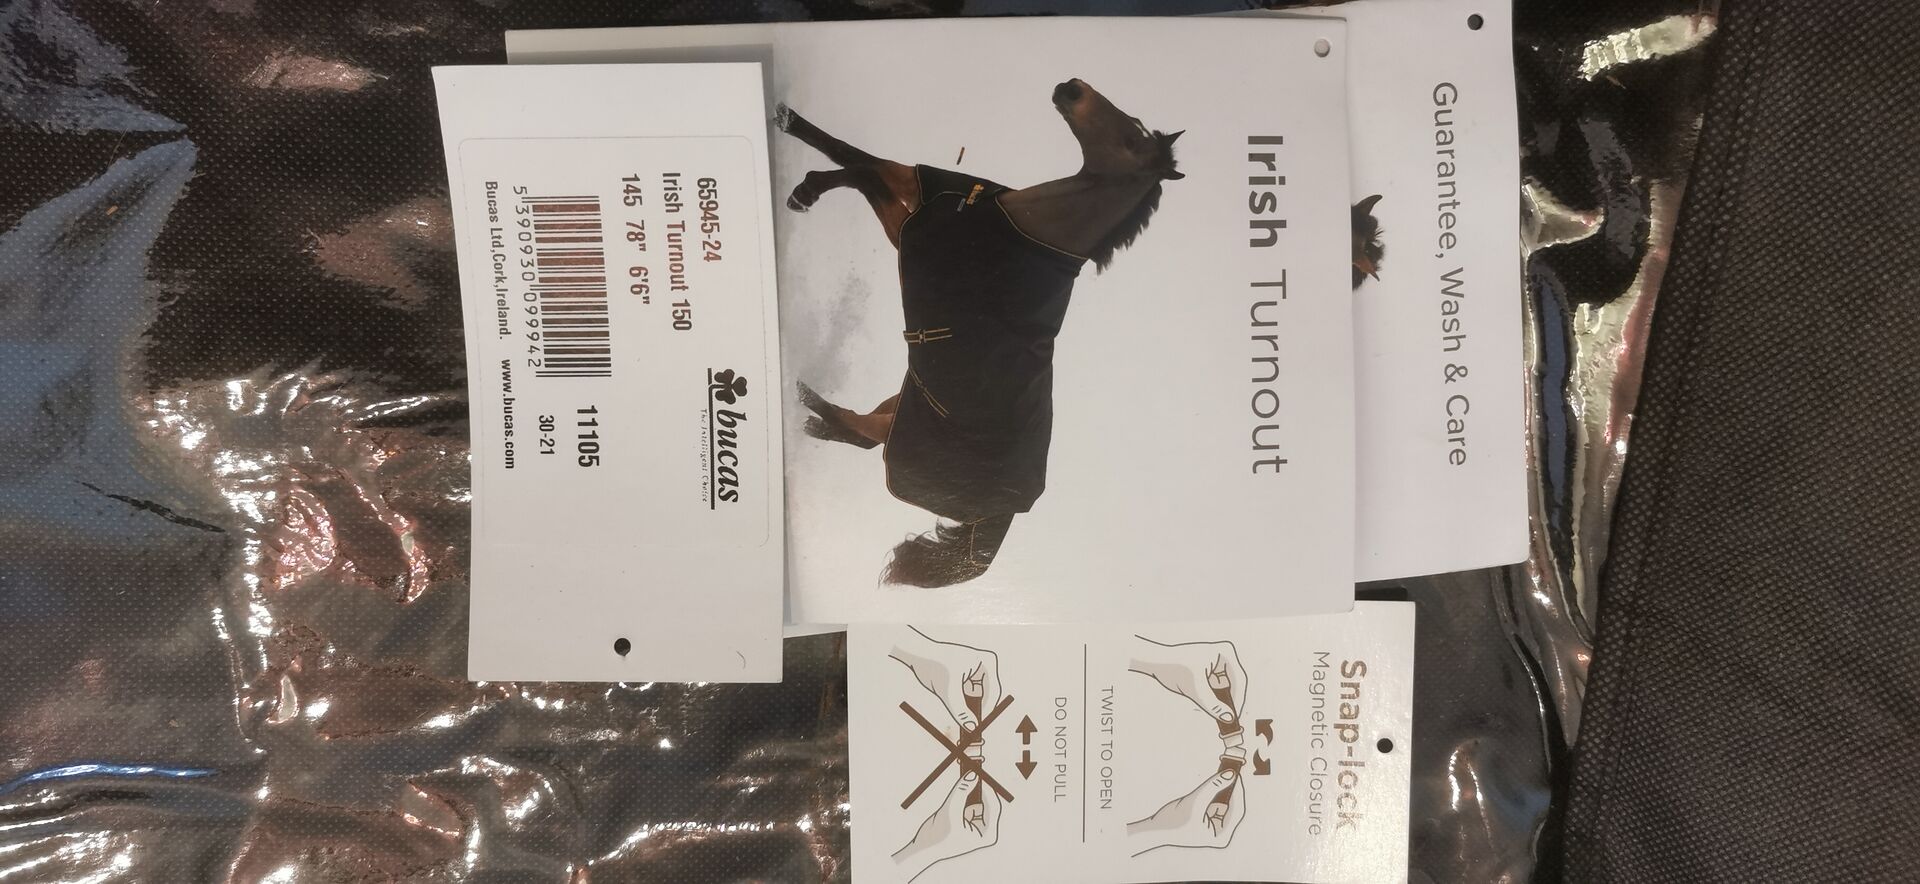 Guarantee, Wash & Care
Irish Turnout
bucas
The Intelligent Choice
65945-24
Irish Turnout 150
145 78" 6'6"
11105
30-21
5 390930 099942
Bucas Ltd,Cork,Ireland. www.bucas.com
Snap-lock
Magnetic Closure
TWIST TO OPEN
DO NOT PULL